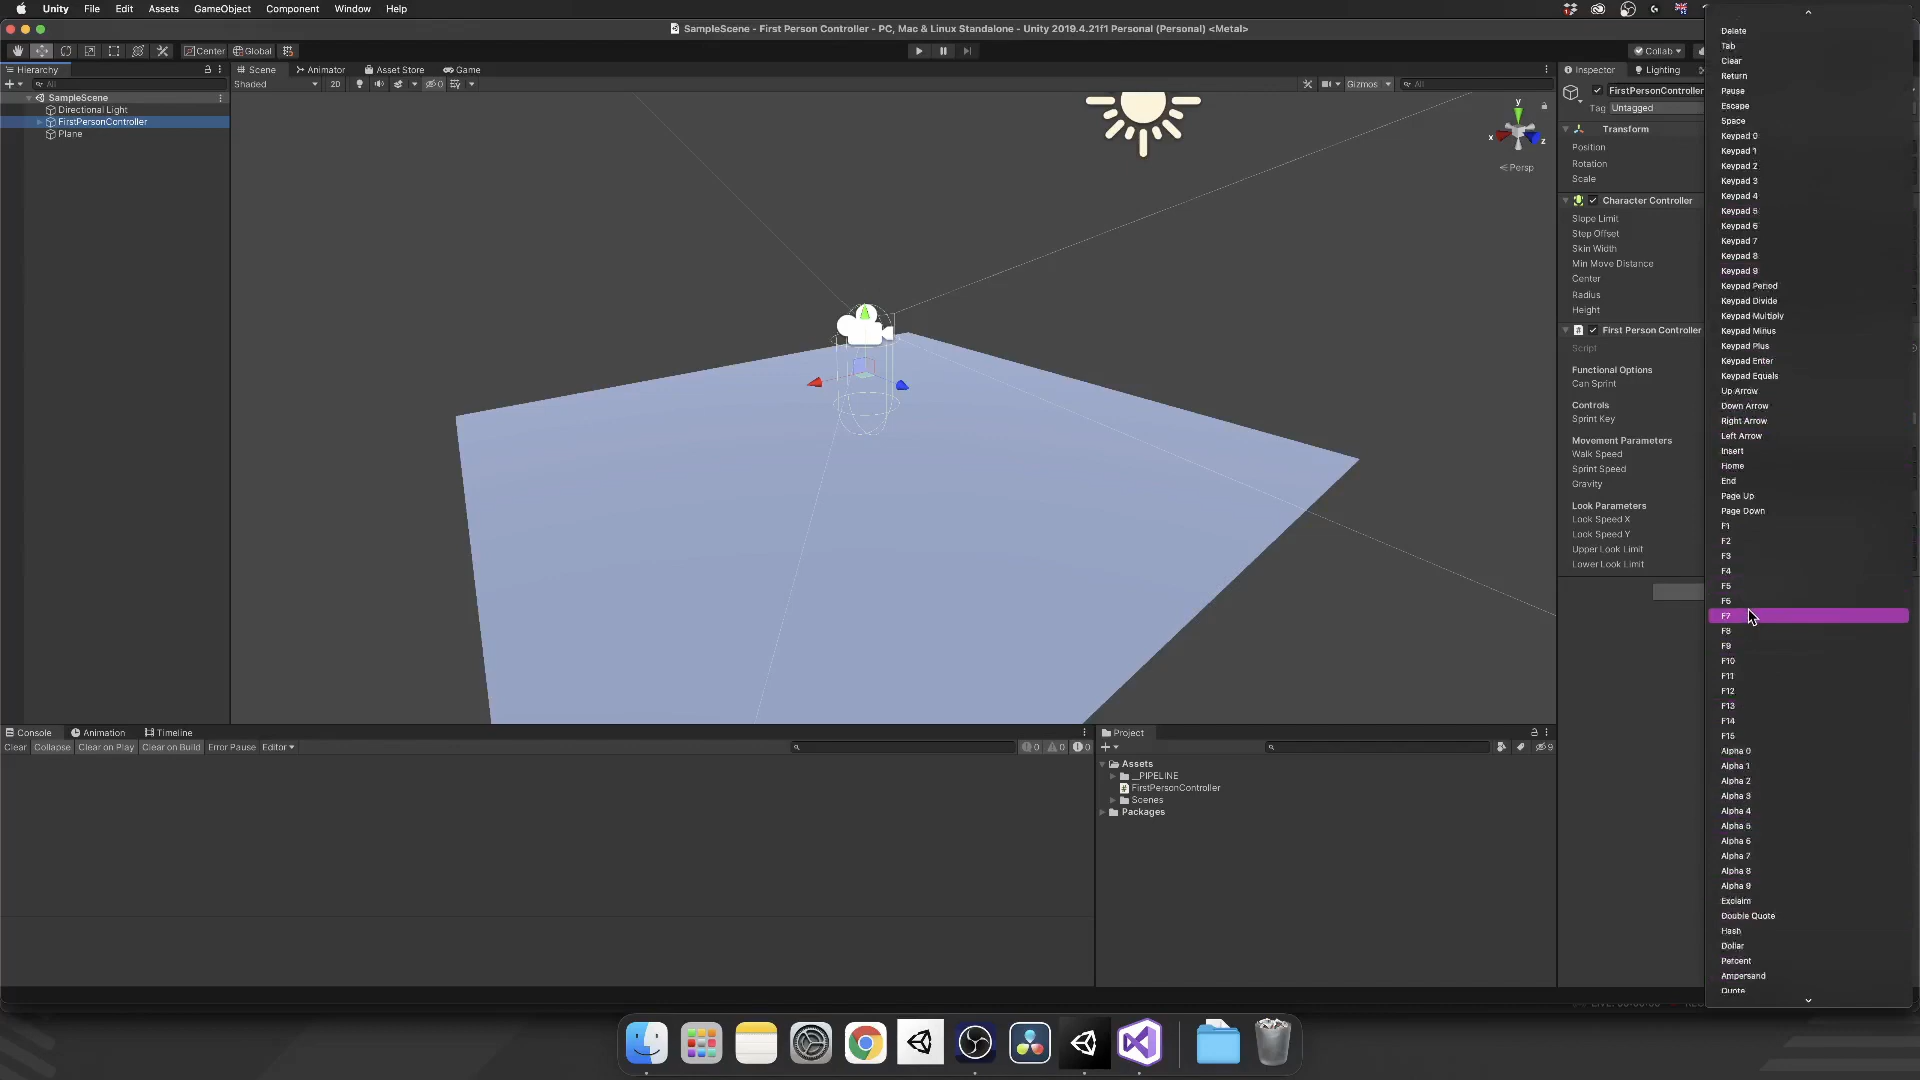 Unity File Edit Assets GameObject Component Window Help
SampleScene - First Person Controller - PC, Mac & Linux Standalone - Unity 2019.4.21f1 Personal (Personal) <Metal>
Center Global
Collab
Hierarchy
All
SampleScene
Directional Light
FirstPersonController
Plane
Scene Animator Asset Store Game
Shaded 2D 0 Gizmos All
y
x
z
Persp
Inspector Lighting
FirstPersonController
Tag Untagged
Transform
Position
Rotation
Scale
Character Controller
Slope Limit
Step Offset
Skin Width
Min Move Distance
Center
Radius
Height
First Person Controller
Script
Functional Options
Can Sprint
Controls
Sprint Key
Movement Parameters
Walk Speed
Sprint Speed
Gravity
Look Parameters
Look Speed X
Look Speed Y
Upper Look Limit
Lower Look Limit
Delete
Tab
Clear
Return
Pause
Escape
Space
Keypad 0
Keypad 1
Keypad 2
Keypad 3
Keypad 4
Keypad 5
Keypad 6
Keypad 7
Keypad 8
Keypad 9
Keypad Period
Keypad Divide
Keypad Multiply
Keypad Minus
Keypad Plus
Keypad Enter
Keypad Equals
Up Arrow
Down Arrow
Right Arrow
Left Arrow
Insert
Home
End
Page Up
Page Down
F1
F2
F3
F4
F5
F6
F7
F8
F9
F10
F11
F12
F13
F14
F15
Alpha 0
Alpha 1
Alpha 2
Alpha 3
Alpha 4
Alpha 5
Alpha 6
Alpha 7
Alpha 8
Alpha 9
Exclaim
Double Quote
Hash
Dollar
Percent
Ampersand
Quote
Console Animation Timeline
Clear Collapse Clear on Play Clear on Build Error Pause Editor 0 0 0
Project
9
Assets
__PIPELINE
FirstPersonController
Scenes
Packages